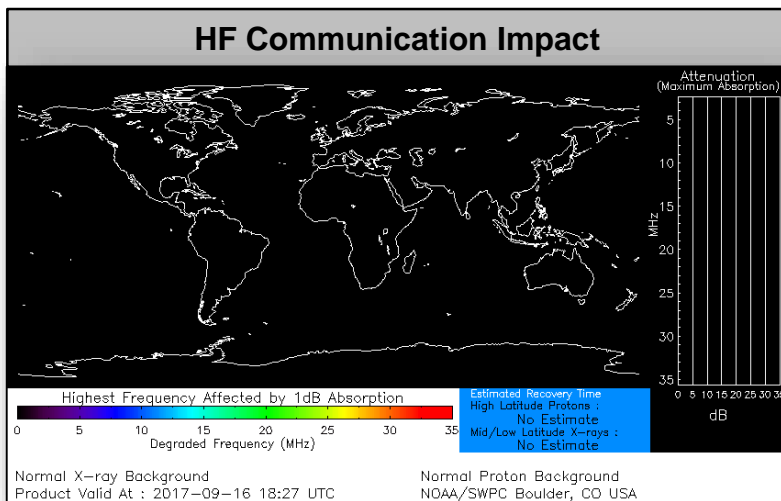 HF Communication Impact
Attenuation
(Maximum Absorption)
5
10
15
20
25
30
35
MHz
0 5 10 15 20 25 30 35
dB
Highest Frequency Affected by 1dB Absorption
0 5 10 15 20 25 30 35
Degraded Frequency (MHz)
Estimated Recovery Time
High Latitude Protons :
No Estimate
Mid/Low Latitude X-rays :
No Estimate
Normal X-ray Background
Product Valid At : 2017-09-16 18:27 UTC
Normal Proton Background
NOAA/SWPC Boulder, CO USA